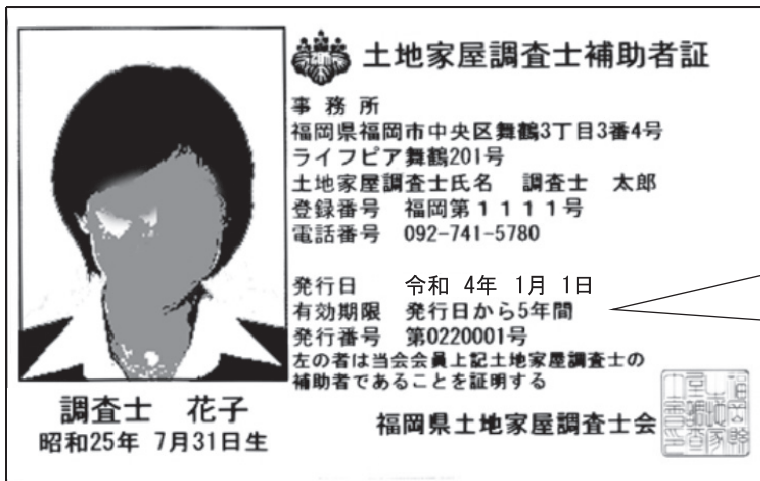 土地家屋調査士補助者証
事務所
福岡県福岡市中央区舞鶴3丁目3番4号
ライフピア舞鶴201号
土地家屋調査士氏名 調査士 太郎
登録番号 福岡第1111号
電話番号 092-741-5780
発行日 令和 4年 1月 1日
有効期限 発行日から5年間
発行番号 第0220001号
左の者は当会会員上記土地家屋調査士の
補助者であることを証明する
福岡県土地家屋調査士会
調査士 花子
昭和25年 7月31日生